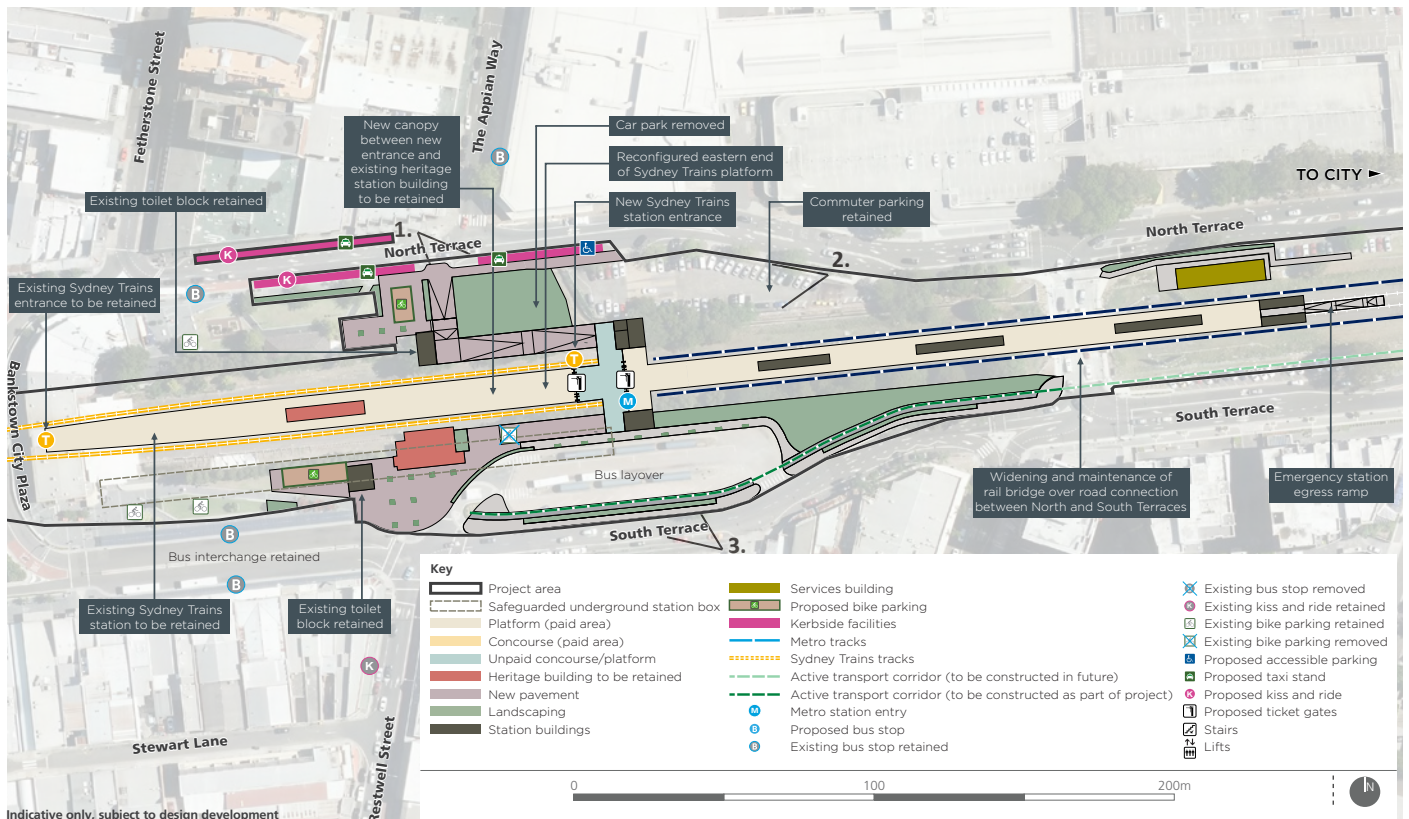 Fetherstone Street
The Appian Way
New canopy
between new
entrance and
existing heritage
station building
to be retained
Car park removed
Reconfigured eastern end
of Sydney Trains platform
New Sydney Trains
station entrance
Commuter parking
retained
TO CITY
Existing toilet block retained
B
1.
North Terrace
North Terrace
K
K
2.
Existing Sydney Trains
entrance to be retained
B
T
M
T
Bankstown City Plaza
South Terrace
Bus layover
Widening and maintenance of
rail bridge over road connection
between North and South Terraces
Emergency station
egress ramp
South Terrace
3.
B
Bus interchange retained
B
Existing Sydney Trains
station to be retained
Existing toilet
block retained
K
Stewart Lane
Restwell Street
Indicative only, subject to design development
Key
Project area
Safeguarded underground station box
Platform (paid area)
Concourse (paid area)
Unpaid concourse/platform
Heritage building to be retained
New pavement
Landscaping
Station buildings
Services building
Proposed bike parking
Kerbside facilities
Metro tracks
Sydney Trains tracks
Active transport corridor (to be constructed in future)
Active transport corridor (to be constructed as part of project)
M Metro station entry
B Proposed bus stop
B Existing bus stop retained
B Existing bus stop removed
K Existing kiss and ride retained
Existing bike parking retained
Existing bike parking removed
Proposed accessible parking
Proposed taxi stand
K Proposed kiss and ride
Proposed ticket gates
Stairs
Lifts
0 100 200m
N